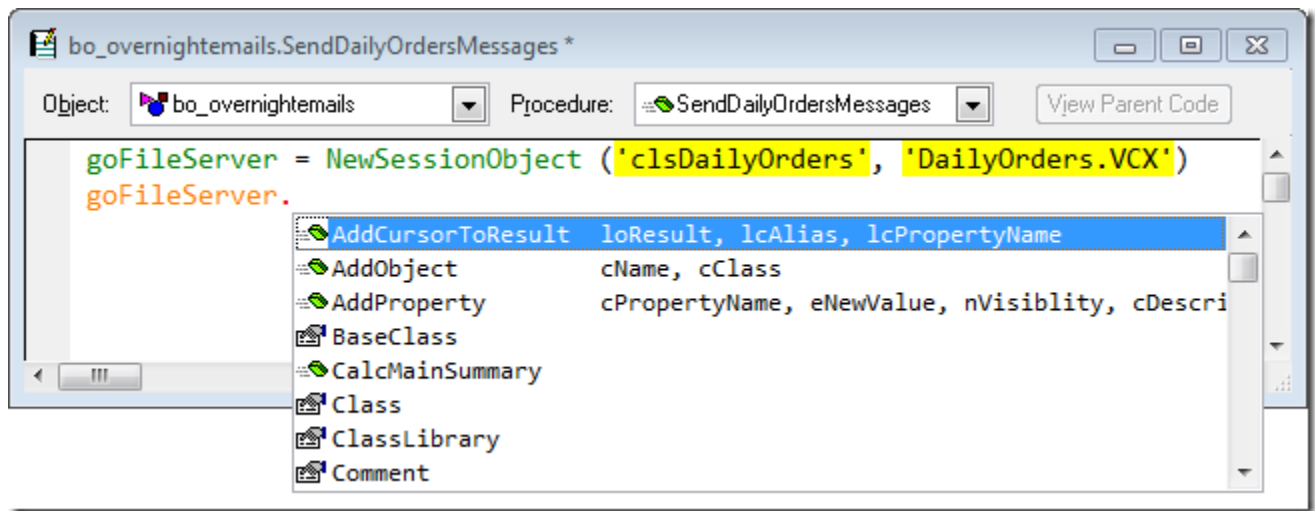 bo_overnightemails.SendDailyOrdersMessages *
Object: bo_overnightemails Procedure: SendDailyOrdersMessages View Parent Code
goFileServer = NewSessionObject ('clsDailyOrders', 'DailyOrders.VCX')
goFileServer.
AddCursorToResult loResult, lcAlias, lcPropertyName
AddObject cName, cClass
AddProperty cPropertyName, eNewValue, nVisiblity, cDescri
BaseClass
CalcMainSummary
Class
ClassLibrary
Comment